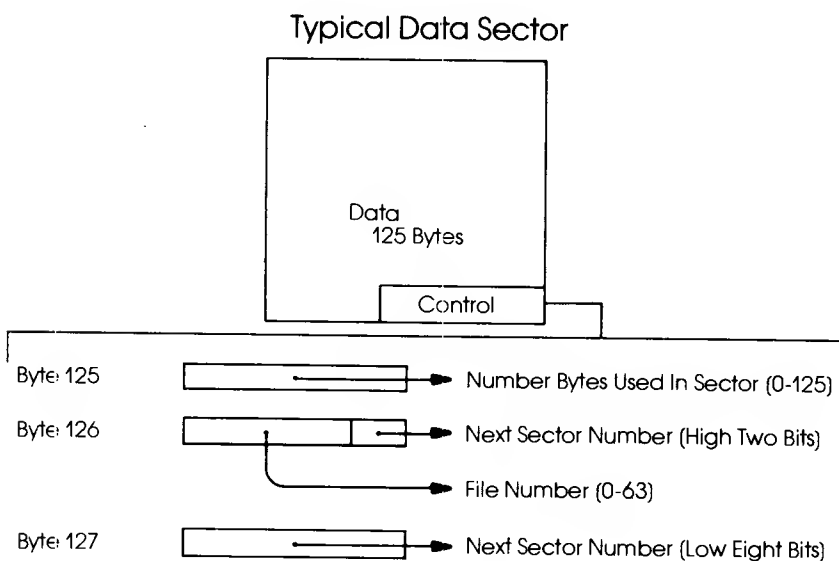 Typical Data Sector
Data
125 Bytes
Control
Byte 125
Number Bytes Used In Sector (0-125)
Byte 126
Next Sector Number (High Two Bits)
File Number (0-63)
Byte 127
Next Sector Number (Low Eight Bits)